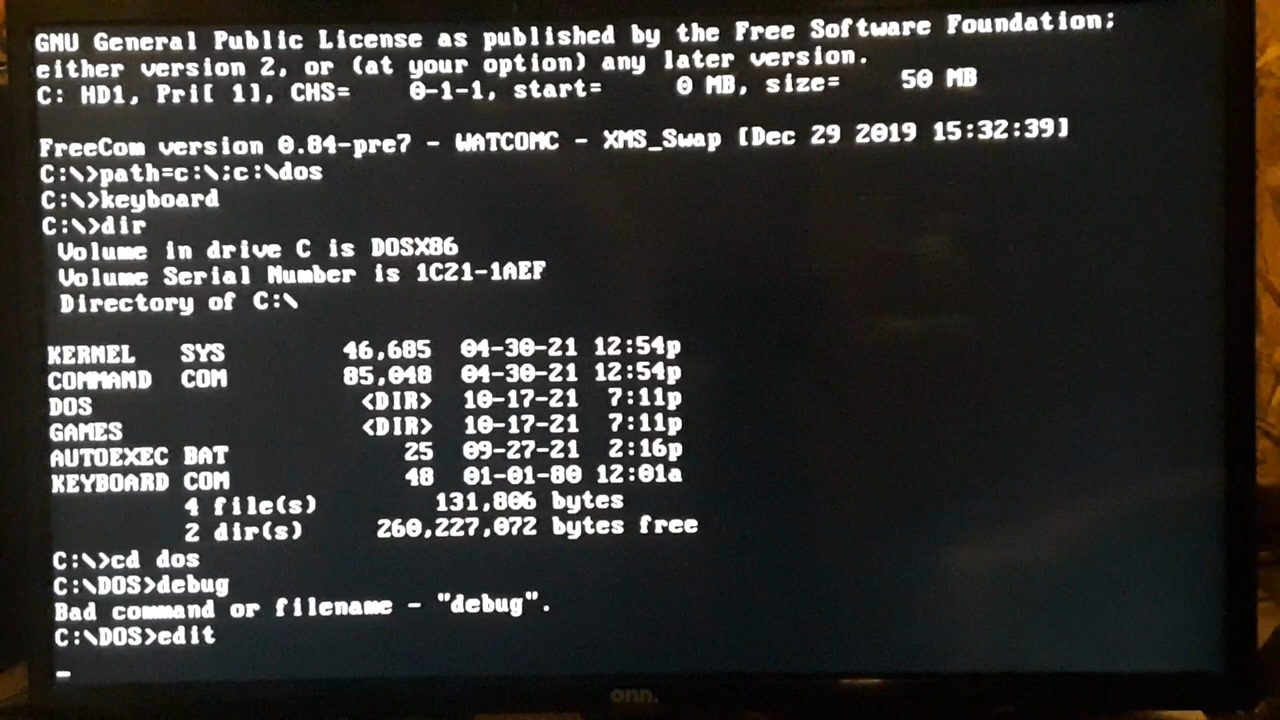 GNU General Public License as published by the Free Software Foundation;
either version 2, or (at your option) any later version.
C: HD1, Pri[ 1], CHS=    0-1-1, start=     0 MB, size=    50 MB

FreeCom version 0.84-pre7 - WATCOMC - XMS_Swap [Dec 29 2019 15:32:39]
C:\>path=c:\;c:\dos
C:\>keyboard
C:\>dir
 Volume in drive C is DOSX86
 Volume Serial Number is 1C21-1AEF
 Directory of C:\

KERNEL   SYS        46,685  04-30-21 12:54p
COMMAND  COM        85,048  04-30-21 12:54p
DOS                  <DIR>  10-17-21  7:11p
GAMES                <DIR>  10-17-21  7:11p
AUTOEXEC BAT            25  09-27-21  2:16p
KEYBOARD COM            48  01-01-80 12:01a
         4 file(s)        131,806 bytes
         2 dir(s)     260,227,072 bytes free
C:\>cd dos
C:\DOS>debug
Bad command or filename - "debug".
C:\DOS>edit
_
onn.